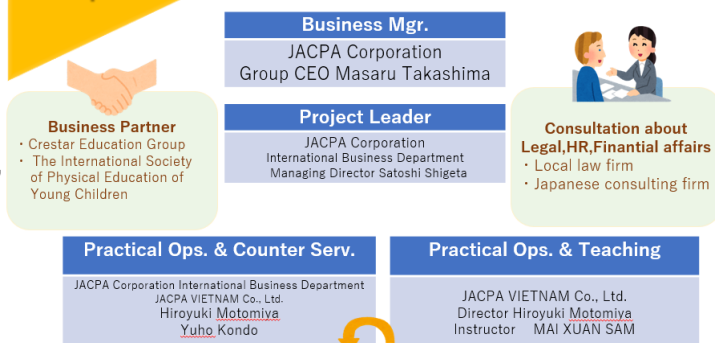 Business Mgr.
JACPA Corporation
Group CEO Masaru Takashima
Project Leader
JACPA Corporation
International Business Department
Managing Director Satoshi Shigeta
Business Partner
・Crestar Education Group
・ The International Society
of Physical Education of
Young Children
Consultation about
Legal,HR,Finantial affairs
・Local law firm
・Japanese consulting firm
Practical Ops. & Counter Serv.
JACPA Corporation International Business Department
JACPA VIETNAM Co., Ltd.
Hiroyuki Motomiya
Yuho Kondo
Practical Ops. & Teaching
JACPA VIETNAM Co., Ltd.
Director Hiroyuki Motomiya
Instructor MAI XUAN SAM